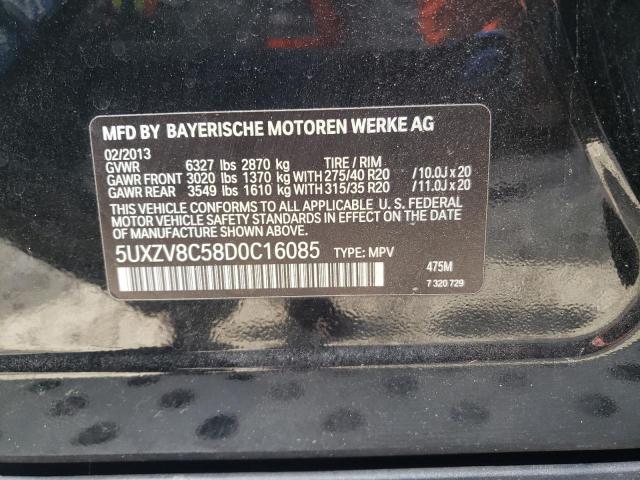 MFD BY BAYERISCHE MOTOREN WERKE AG
02/2013
GVWR 6327 lbs 2870 kg TIRE / RIM
GAWR FRONT 3020 lbs 1370 kg WITH 275/40 R20 /10.0J x 20
GAWR REAR 3549 lbs 1610 kg WITH 315/35 R20 /11.0J x 20
THIS VEHICLE CONFORMS TO ALL APPLICABLE U. S. FEDERAL
MOTOR VEHICLE SAFETY STANDARDS IN EFFECT ON THE DATE
OF MANUFACTURE SHOWN ABOVE.
5UXZV8C58D0C16085 TYPE: MPV
475M
7 320 729